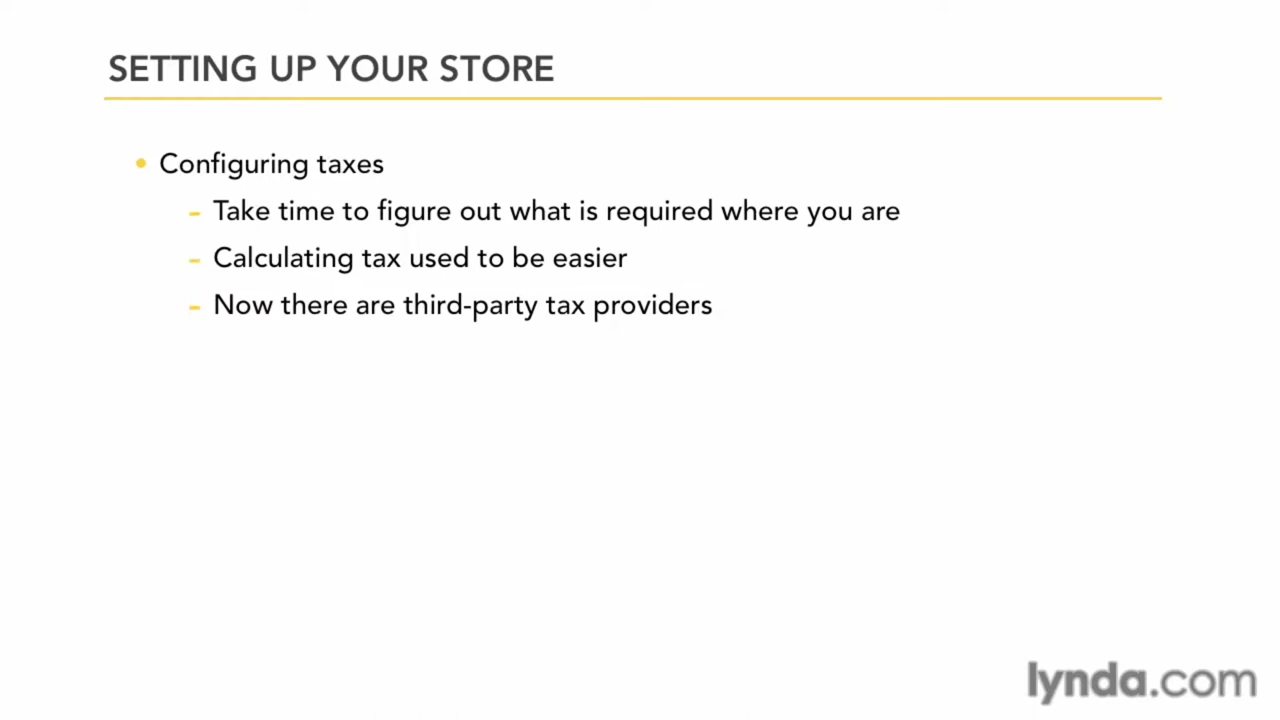 SETTING UP YOUR STORE
• Configuring taxes
- Take time to figure out what is required where you are
- Calculating tax used to be easier
- Now there are third-party tax providers
lynda.com